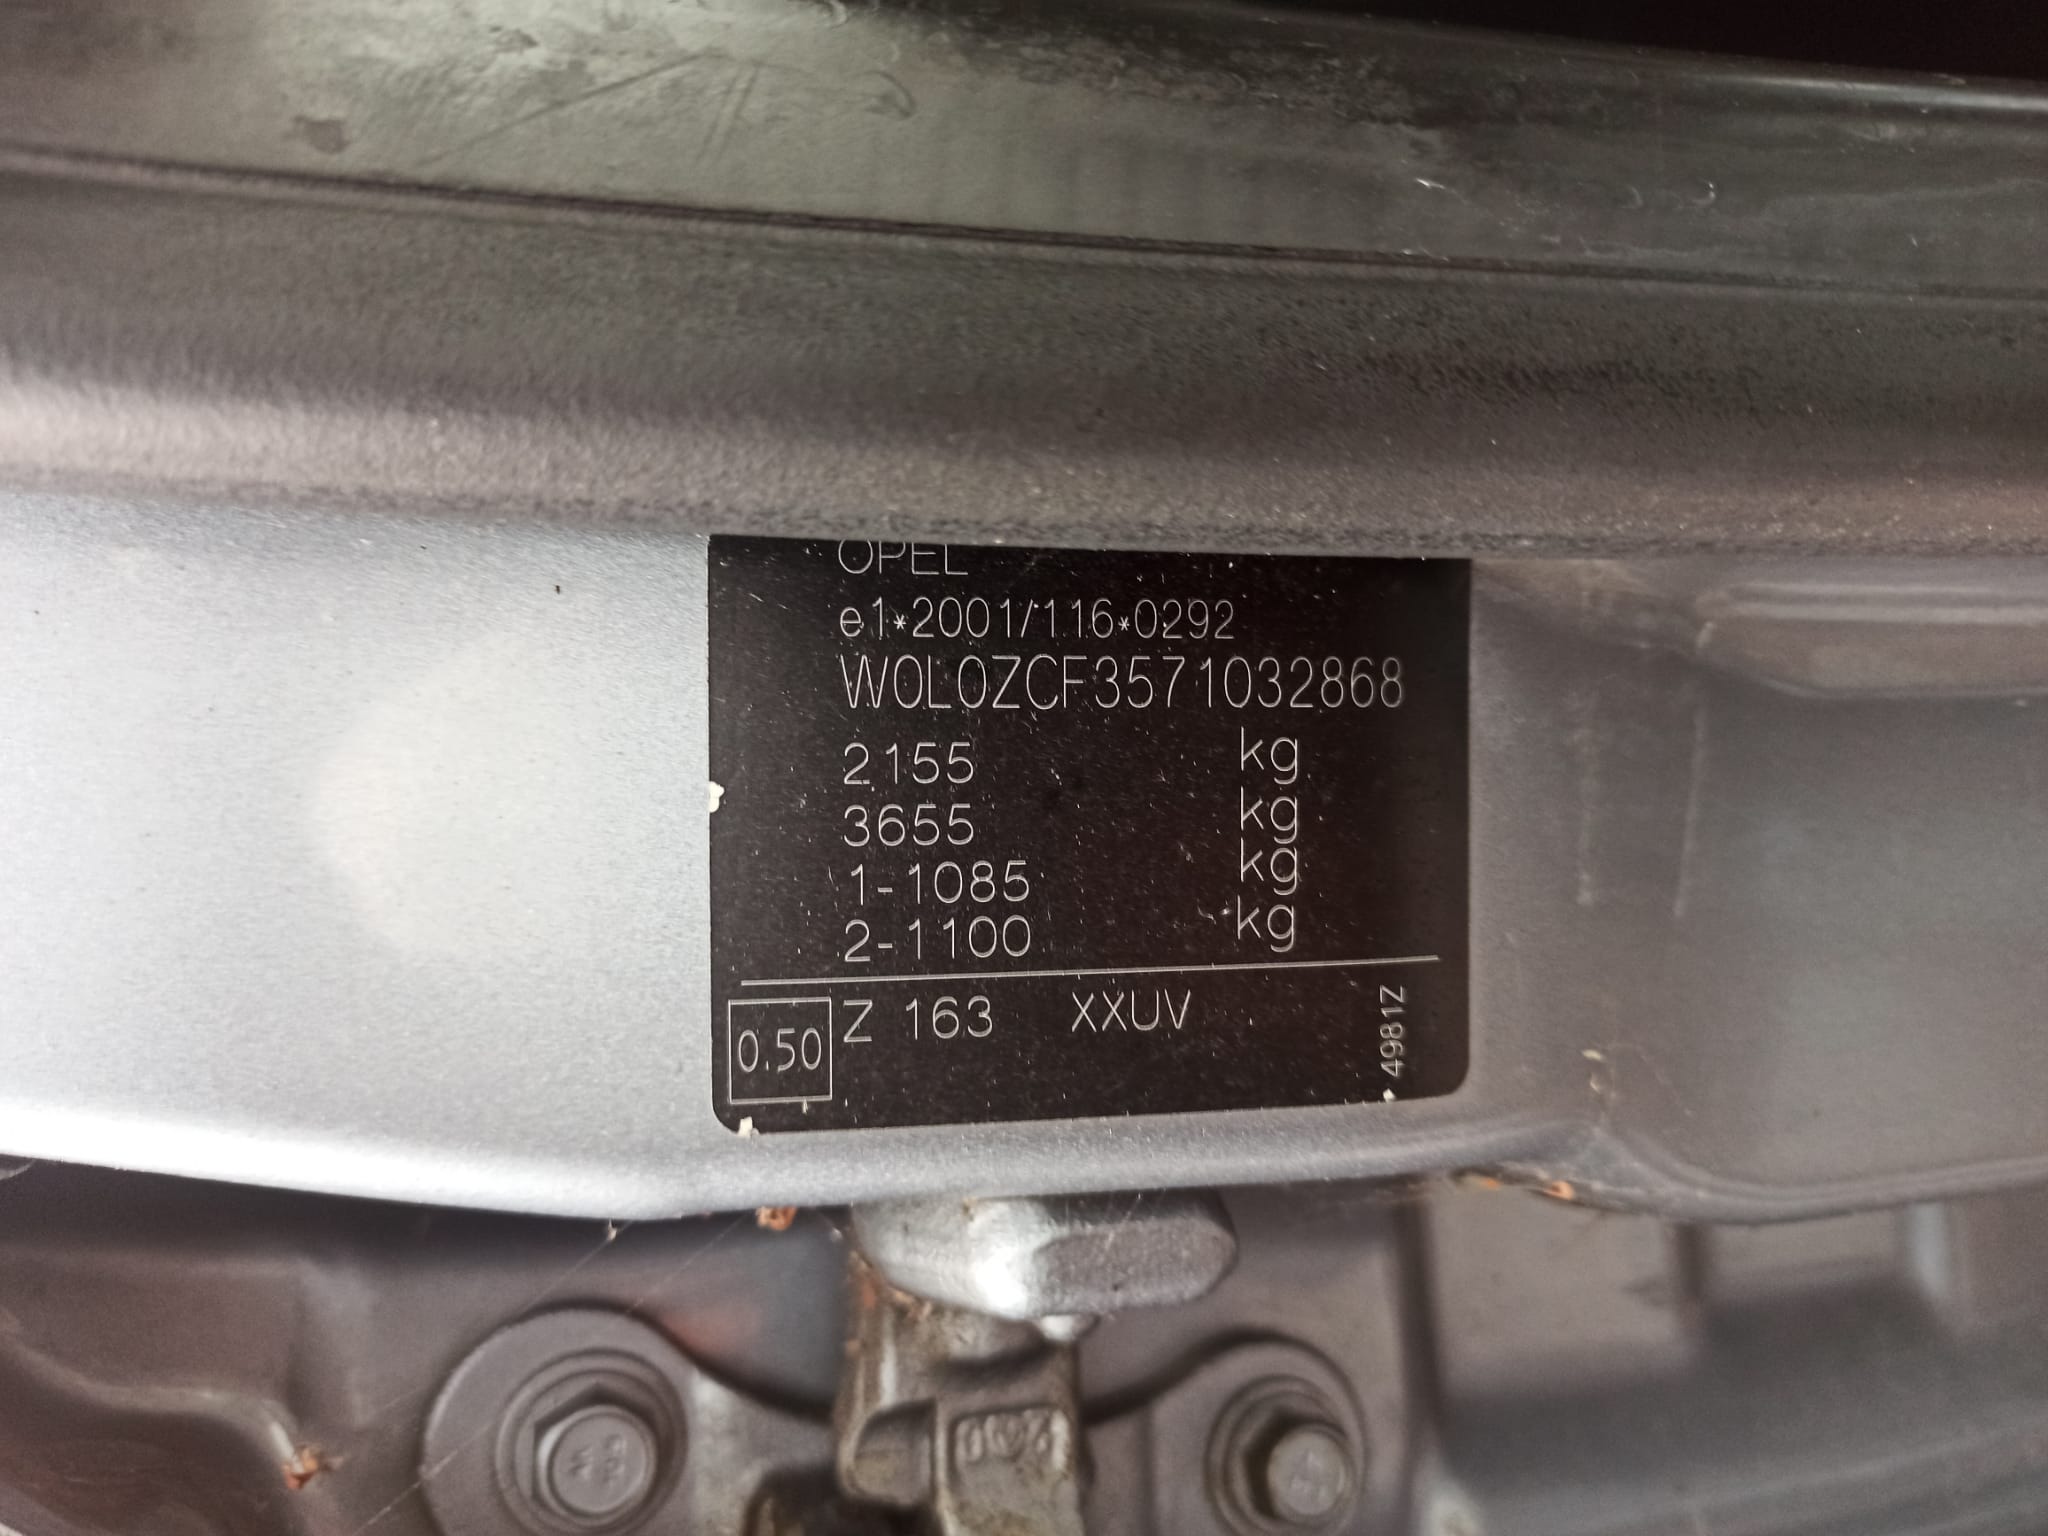 OPEL
e1*2001/116*0292
W0L0ZCF3571032868
2155 kg
3655 kg
1-1085 kg
2-1100 kg
0.50 Z 163 XXUV
4981Z